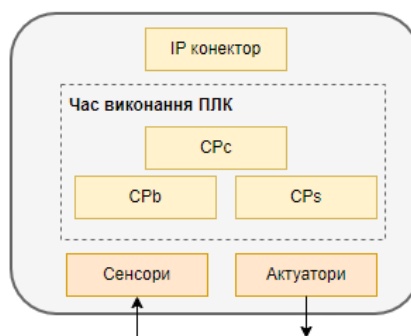 IP конектор
Час виконання ПЛК
CPc
CPb
CPs
Сенсори
Актуатори